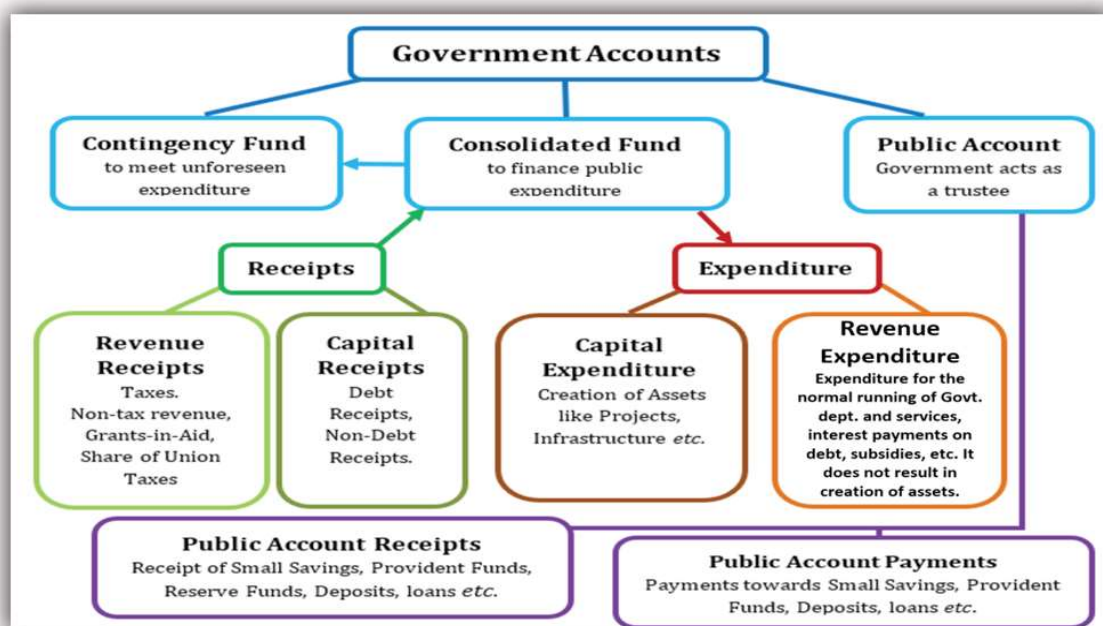 Government Accounts
Contingency Fund
to meet unforeseen
expenditure
Consolidated Fund
to finance public
expenditure
Public Account
Government acts as
a trustee
Receipts
Expenditure
Revenue
Receipts
Taxes.
Non-tax revenue,
Grants-in-Aid,
Share of Union
Taxes
Capital
Receipts
Debt
Receipts,
Non-Debt
Receipts.
Capital
Expenditure
Creation of Assets
like Projects,
Infrastructure etc.
Revenue
Expenditure
Expenditure for the
normal running of Govt.
dept. and services,
interest payments on
debt, subsidies, etc. It
does not result in
creation of assets.
Public Account Receipts
Receipt of Small Savings, Provident Funds,
Reserve Funds, Deposits, loans etc.
Public Account Payments
Payments towards Small Savings, Provident
Funds, Deposits, loans etc.